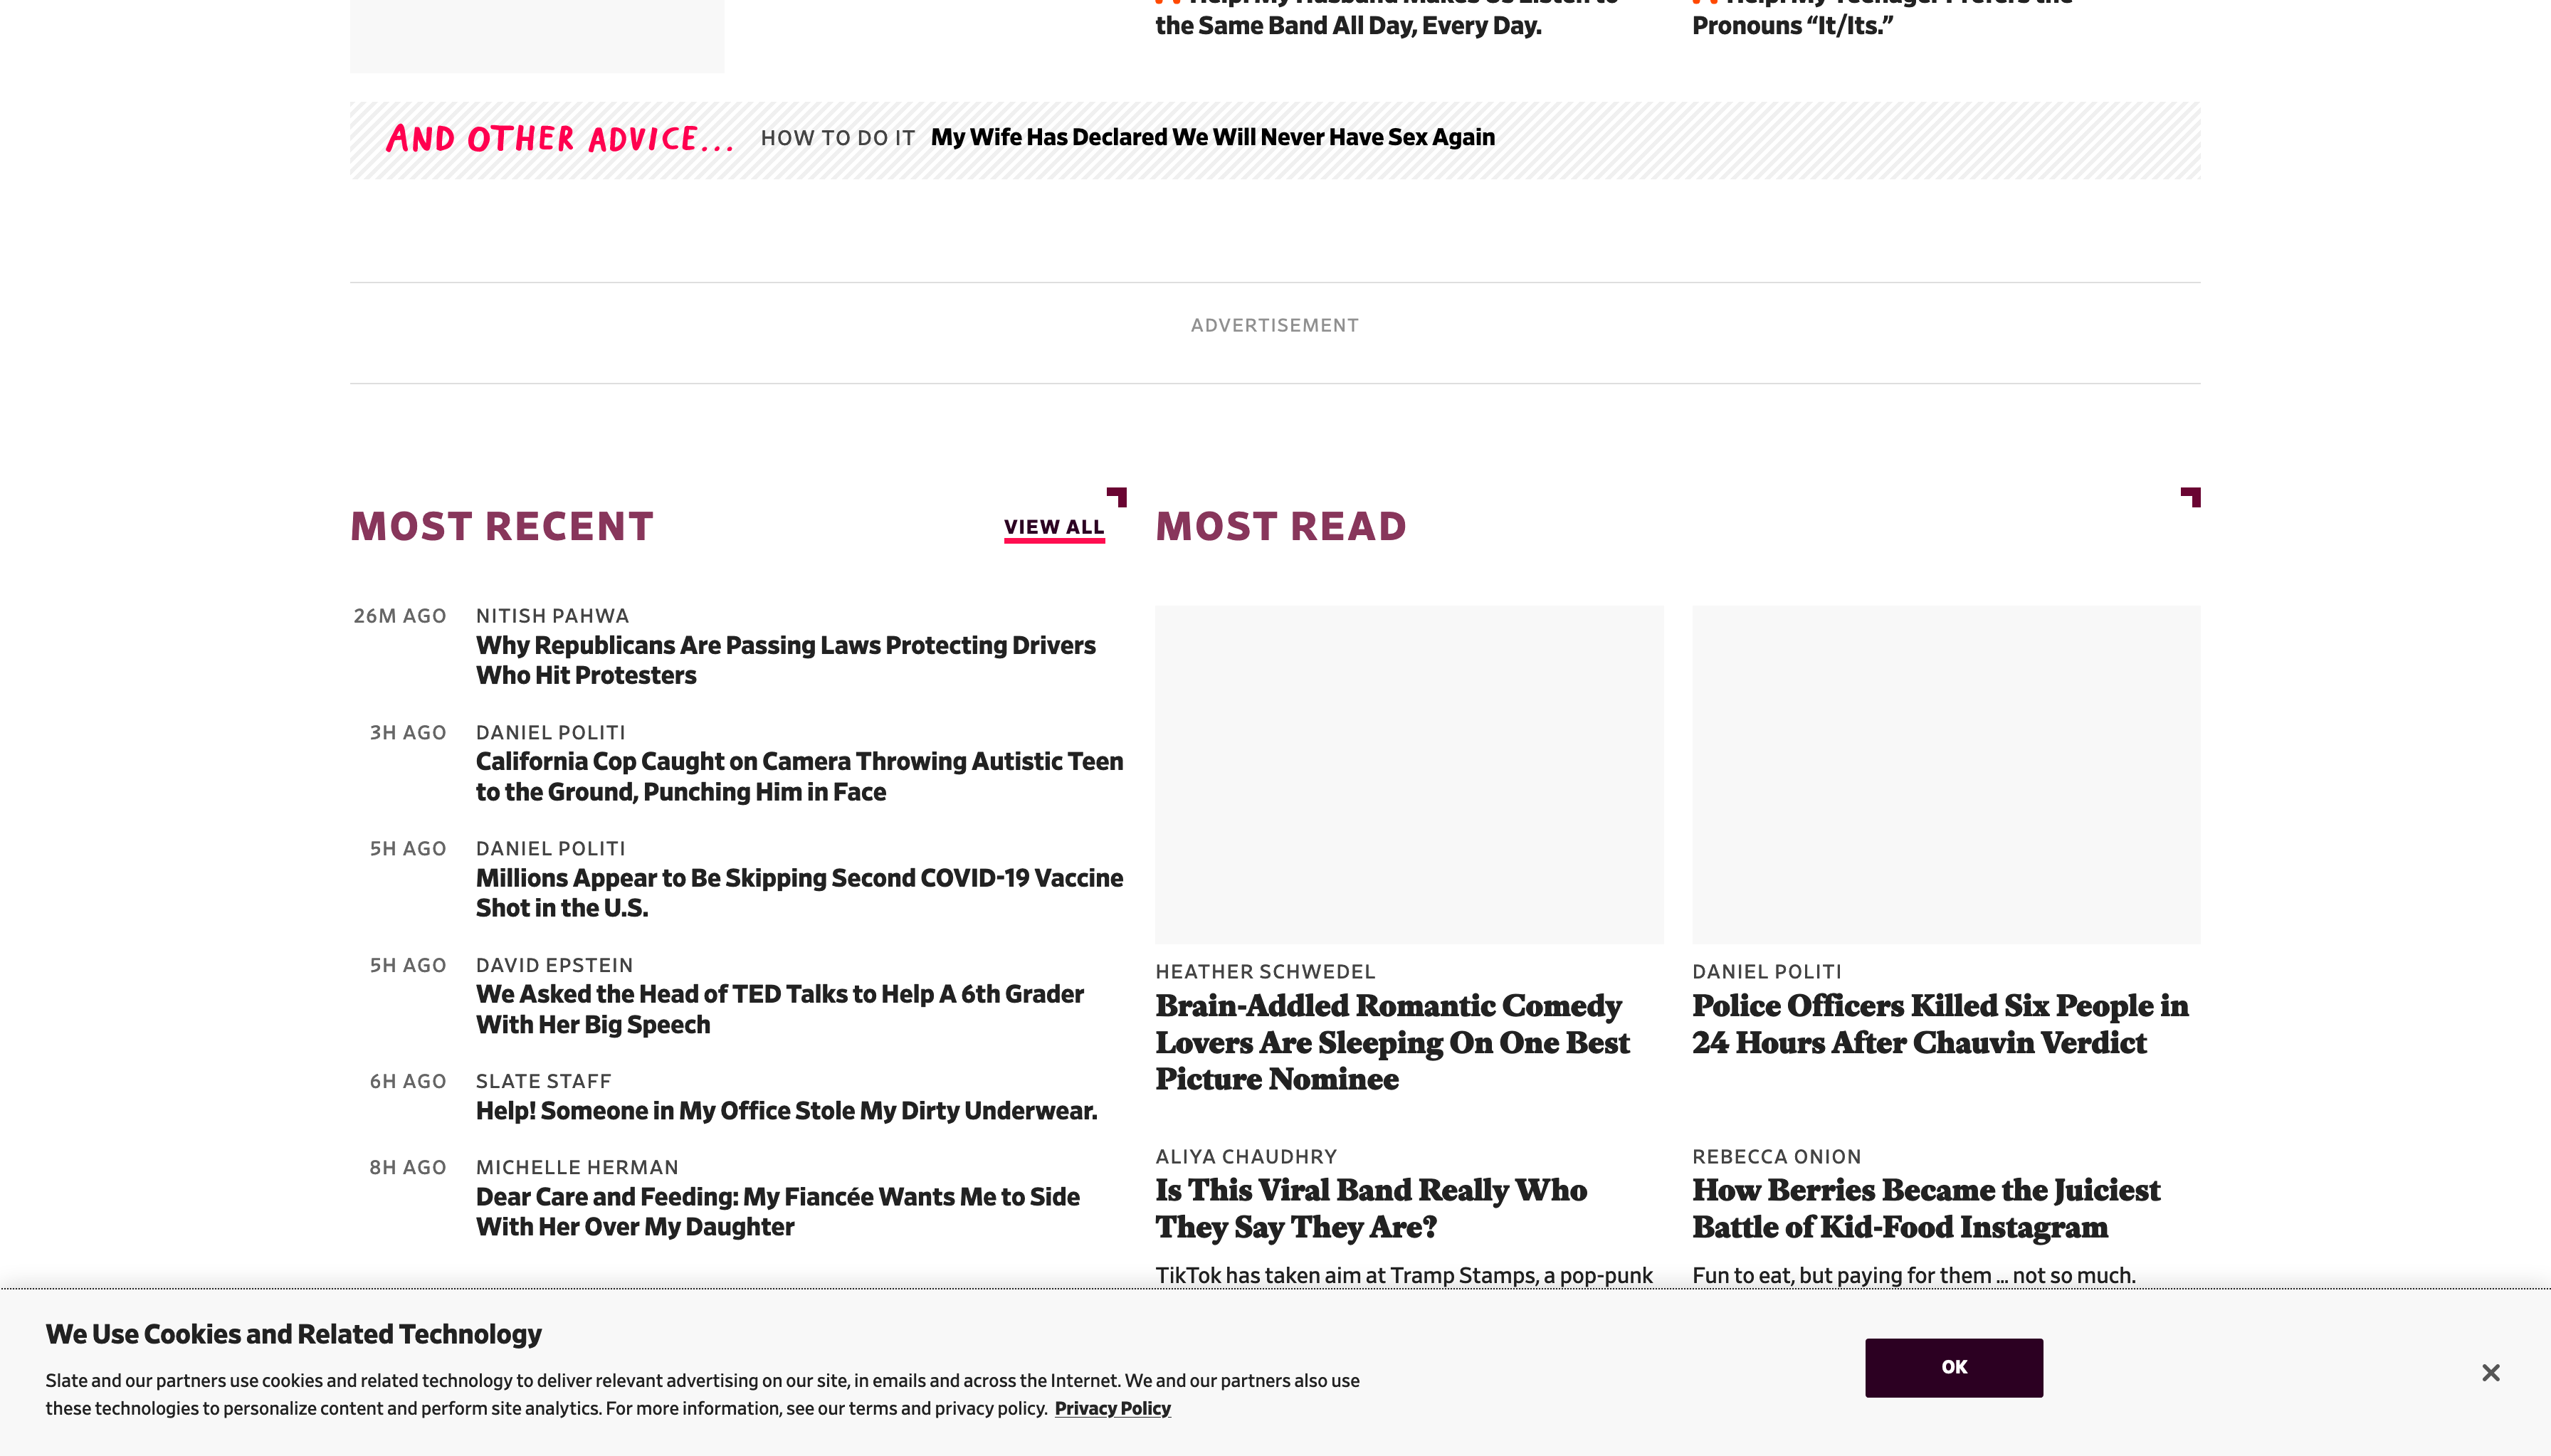 Help! My Husband Makes Us Listen to
the Same Band All Day, Every Day.
Help! My Teenager Prefers the
Pronouns “It/Its.”
AND OTHER ADVICE... HOW TO DO IT My Wife Has Declared We Will Never Have Sex Again
ADVERTISEMENT
MOST RECENT
VIEW ALL
26M AGO NITISH PAHWA
Why Republicans Are Passing Laws Protecting Drivers
Who Hit Protesters
3H AGO DANIEL POLITI
California Cop Caught on Camera Throwing Autistic Teen
to the Ground, Punching Him in Face
5H AGO DANIEL POLITI
Millions Appear to Be Skipping Second COVID-19 Vaccine
Shot in the U.S.
5H AGO DAVID EPSTEIN
We Asked the Head of TED Talks to Help A 6th Grader
With Her Big Speech
6H AGO SLATE STAFF
Help! Someone in My Office Stole My Dirty Underwear.
8H AGO MICHELLE HERMAN
Dear Care and Feeding: My Fiancée Wants Me to Side
With Her Over My Daughter
MOST READ
HEATHER SCHWEDEL
Brain-Addled Romantic Comedy
Lovers Are Sleeping On One Best
Picture Nominee
DANIEL POLITI
Police Officers Killed Six People in
24 Hours After Chauvin Verdict
ALIYA CHAUDHRY
Is This Viral Band Really Who
They Say They Are?
TikTok has taken aim at Tramp Stamps, a pop-punk
REBECCA ONION
How Berries Became the Juiciest
Battle of Kid-Food Instagram
Fun to eat, but paying for them ... not so much.
We Use Cookies and Related Technology
Slate and our partners use cookies and related technology to deliver relevant advertising on our site, in emails and across the Internet. We and our partners also use
these technologies to personalize content and perform site analytics. For more information, see our terms and privacy policy. Privacy Policy
OK